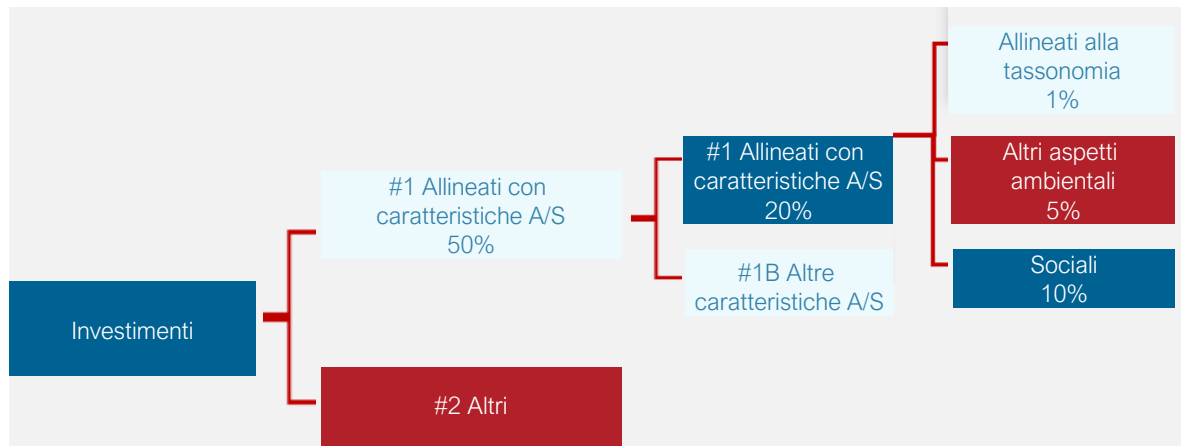 Investimenti
#1 Allineati con
caratteristiche A/S
50%
#2 Altri
#1 Allineati con
caratteristiche A/S
20%
#1B Altre
caratteristiche A/S
Allineati alla
tassonomia
1%
Altri aspetti
ambientali
5%
Sociali
10%